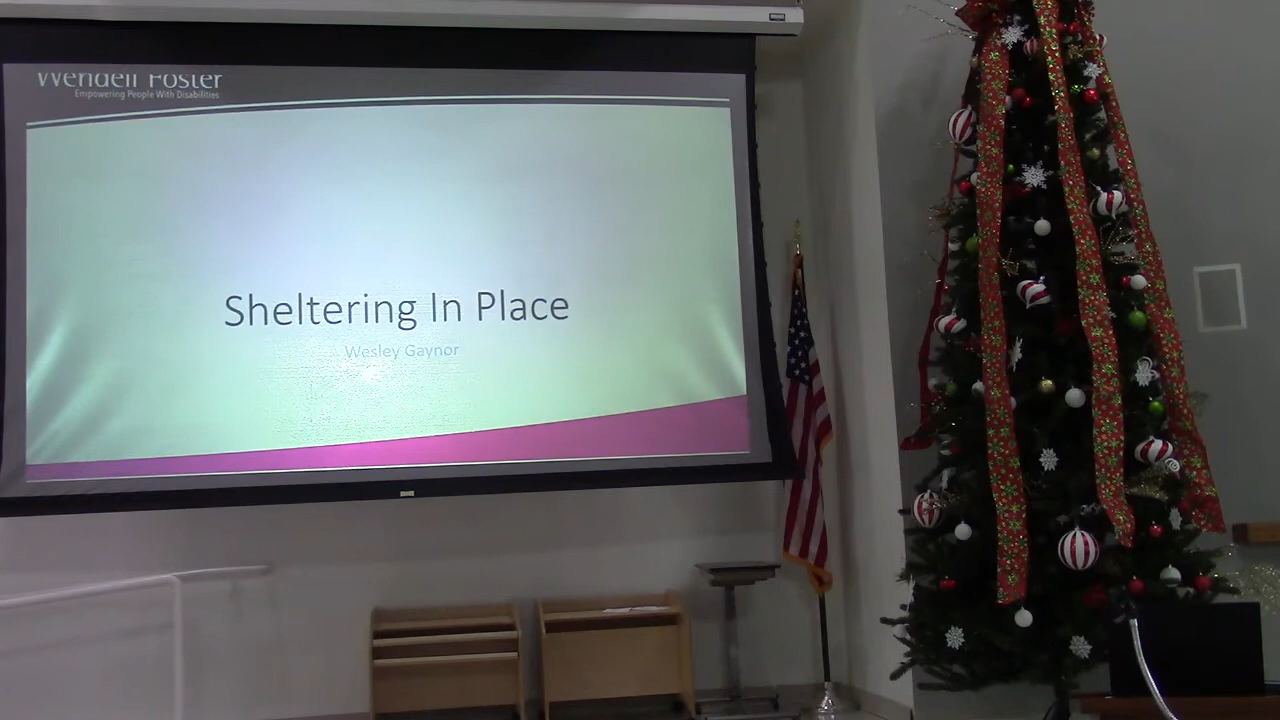 Wendell Foster
Empowering People With Disabilities
Sheltering In Place
Wesley Gaynor